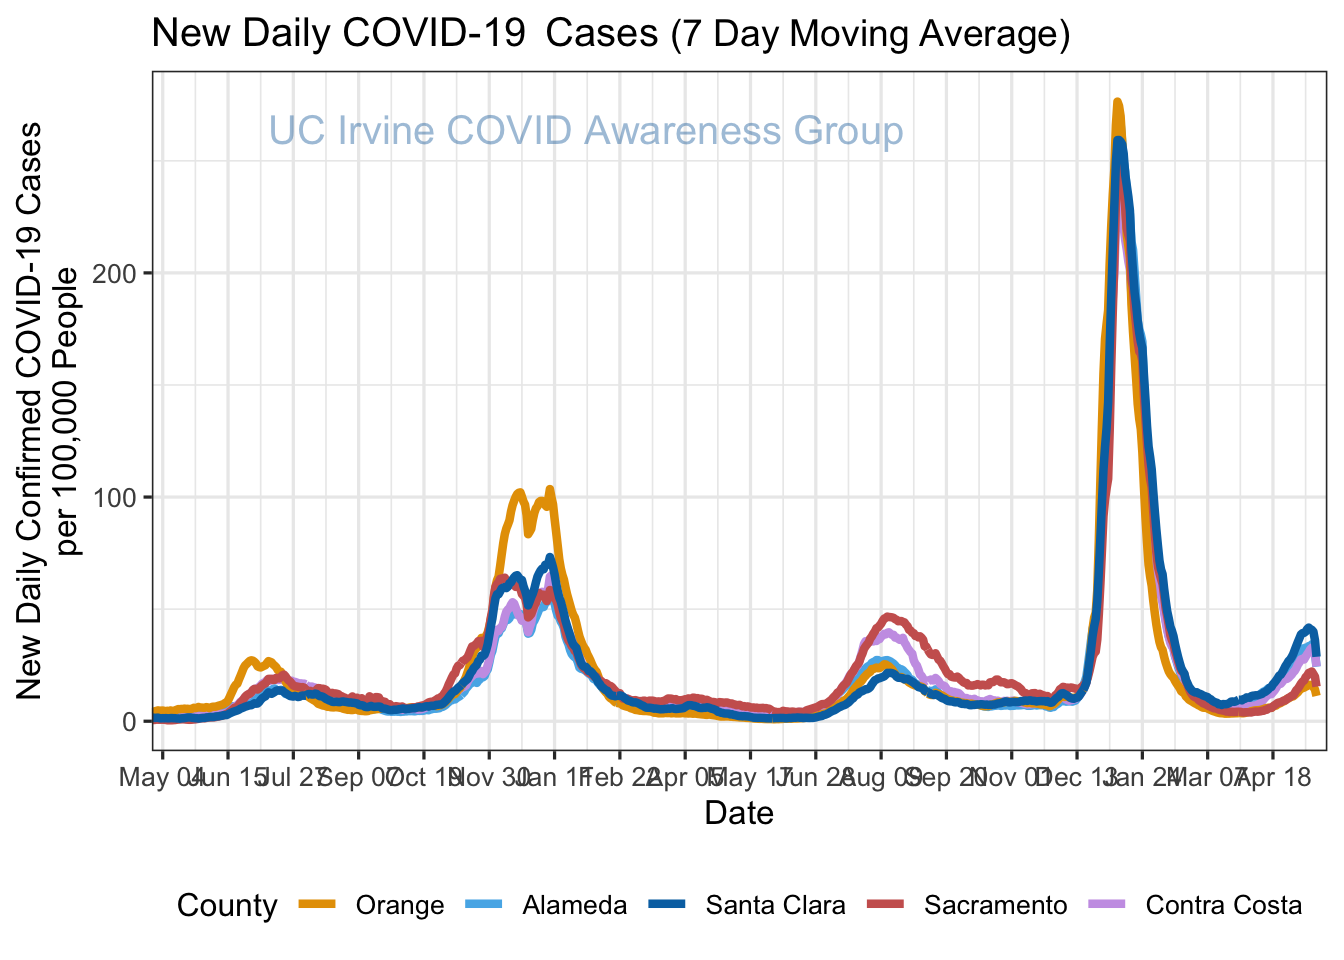 New Daily COVID-19 Cases (7 Day Moving Average)
UC Irvine COVID Awareness Group
New Daily Confirmed COVID-19 Cases
per 100,000 People
200
100
0
May 04 Jun 15 Jul 27 Sep 07 Oct 19 Nov 30 Jan 11 Feb 22 Apr 05 May 17 Jun 28 Aug 09 Sep 20 Nov 01 Dec 13 Jan 24 Mar 07 Apr 18
Date
County Orange Alameda Santa Clara Sacramento Contra Costa